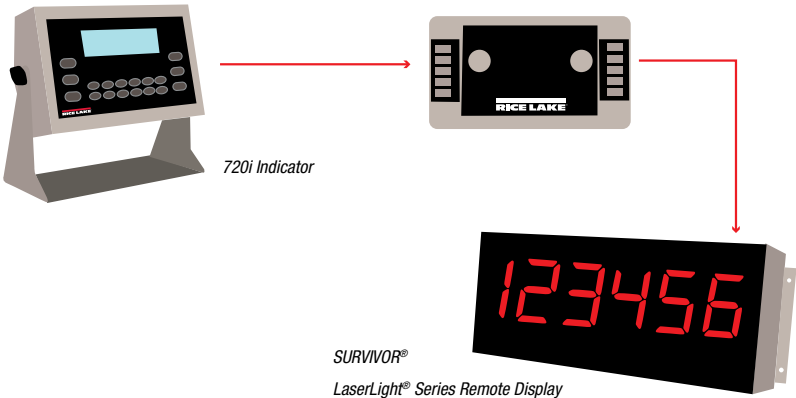 RICE LAKE
RICE LAKE
720i Indicator
123456
SURVIVOR®
LaserLight® Series Remote Display